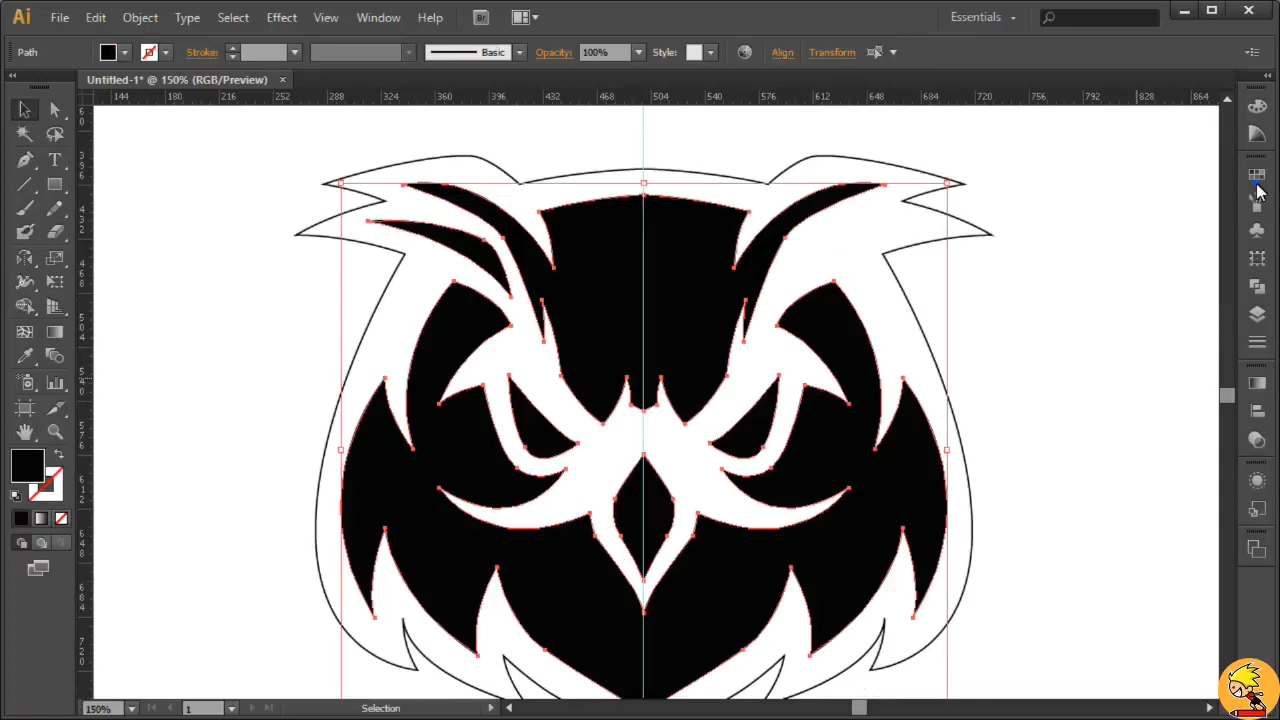 Ai File Edit Object Type Select Effect View Window Help Br Essentials
Path Stroke: Basic Opacity: 100% Style: Align Transform
Untitled-1* @ 150% (RGB/Preview)
144 180 216 252 288 324 360 396 432 468 504 540 576 612 648 684 720 756 792 828 864
150% 1 Selection